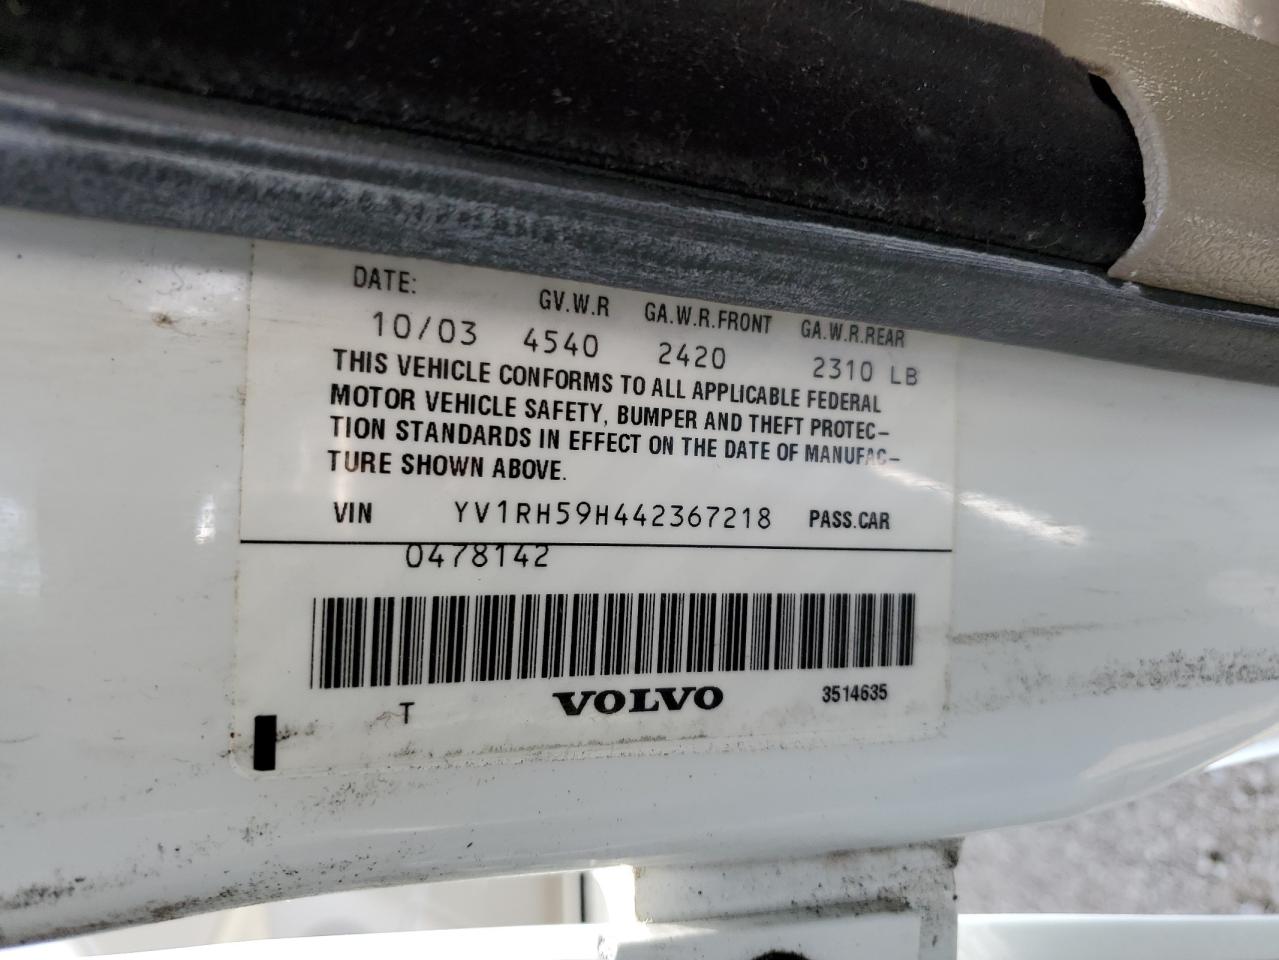 DATE: GV.W.R GA.W.R.FRONT GA.W.R.REAR
10/03 4540 2420 2310 LB
THIS VEHICLE CONFORMS TO ALL APPLICABLE FEDERAL
MOTOR VEHICLE SAFETY, BUMPER AND THEFT PROTEC-
TION STANDARDS IN EFFECT ON THE DATE OF MANUFAC-
TURE SHOWN ABOVE.
VIN YV1RH59H442367218 PASS.CAR
0478142
T VOLVO 3514635